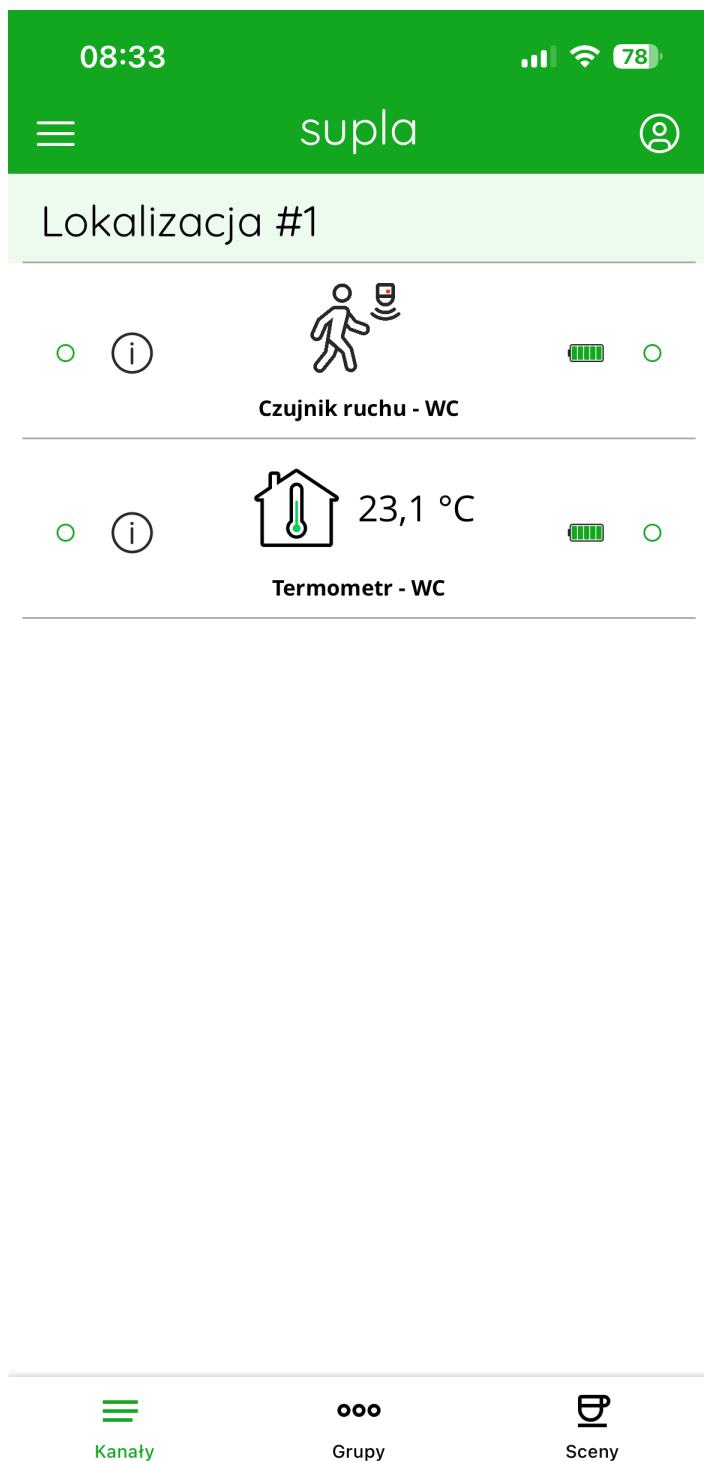 08:33
78
supla
Lokalizacja #1
Czujnik ruchu - WC
23,1 °C
Termometr - WC
Kanały
Grupy
Sceny